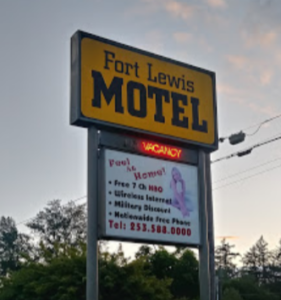 Fort Lewis
MOTEL
VACANCY
Feel
At
Home!
• Free 7 Ch HBO
• Wireless Internet
• Military Discount
• Nationwide Free Phone
Tel: 253.588.0000